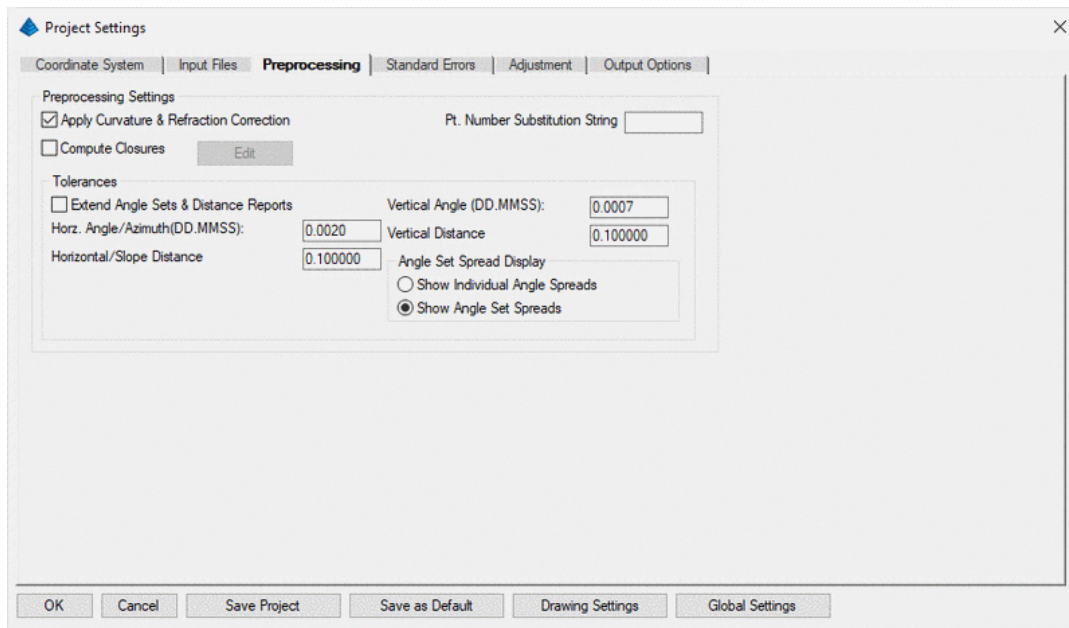 Project Settings
Coordinate System Input Files Preprocessing Standard Errors Adjustment Output Options
Preprocessing Settings
Apply Curvature & Refraction Correction Pt. Number Substitution String
Compute Closures Edit
Tolerances
Extend Angle Sets & Distance Reports Vertical Angle (DD.MMSS): 0.0007
Horz. Angle/Azimuth(DD.MMSS): 0.0020 Vertical Distance 0.100000
Horizontal/Slope Distance 0.100000 Angle Set Spread Display
Show Individual Angle Spreads
Show Angle Set Spreads
OK Cancel Save Project Save as Default Drawing Settings Global Settings